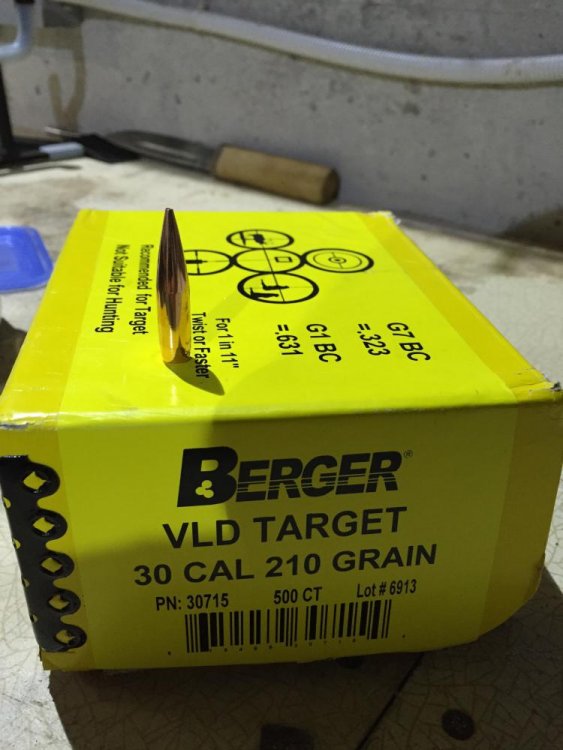 Recommended for Target
Not Suitable for Hunting
For 1 in 11"
Twist or Faster
G1 BC
=.631
G7 BC
=.323
BERGER®
VLD TARGET
30 CAL 210 GRAIN
PN: 30715 500 CT Lot # 6913